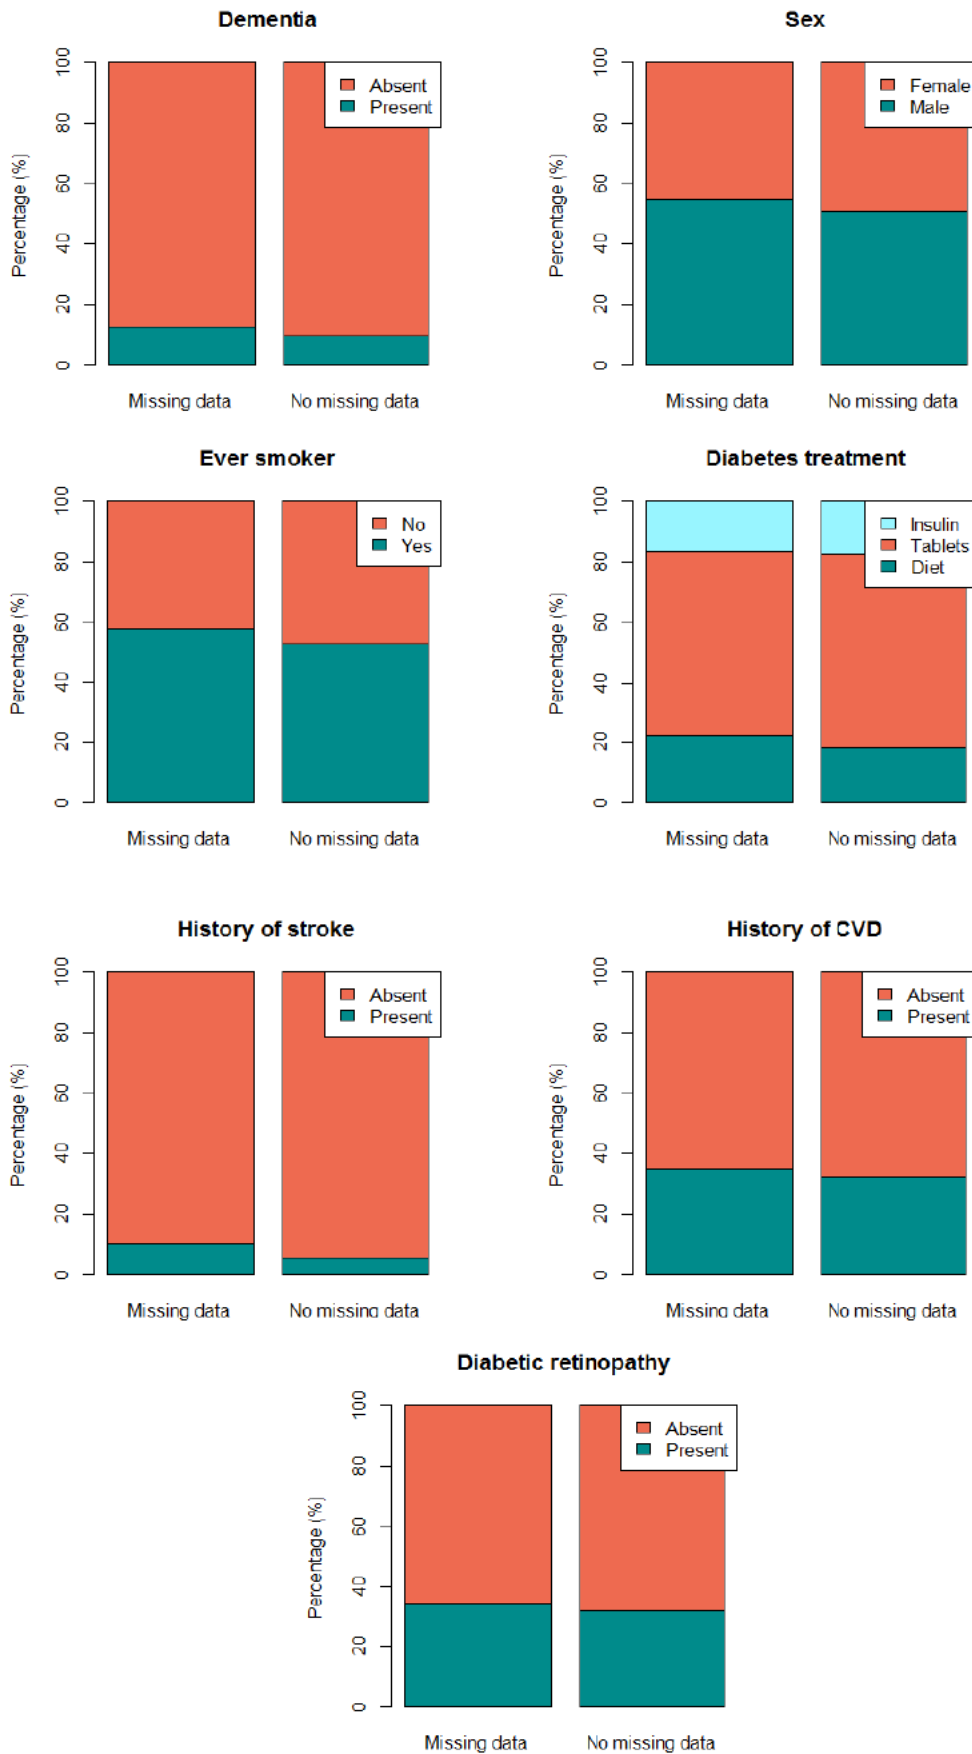 Dementia
Percentage (%)
0 20 40 60 80 100
Absent
Present
Missing data No missing data
Sex
Percentage (%)
0 20 40 60 80 100
Female
Male
Missing data No missing data
Ever smoker
Percentage (%)
0 20 40 60 80 100
No
Yes
Missing data No missing data
Diabetes treatment
Percentage (%)
0 20 40 60 80 100
Insulin
Tablets
Diet
Missing data No missing data
History of stroke
Percentage (%)
0 20 40 60 80 100
Absent
Present
Missing data No missing data
History of CVD
Percentage (%)
0 20 40 60 80 100
Absent
Present
Missing data No missing data
Diabetic retinopathy
Percentage (%)
0 20 40 60 80 100
Absent
Present
Missing data No missing data